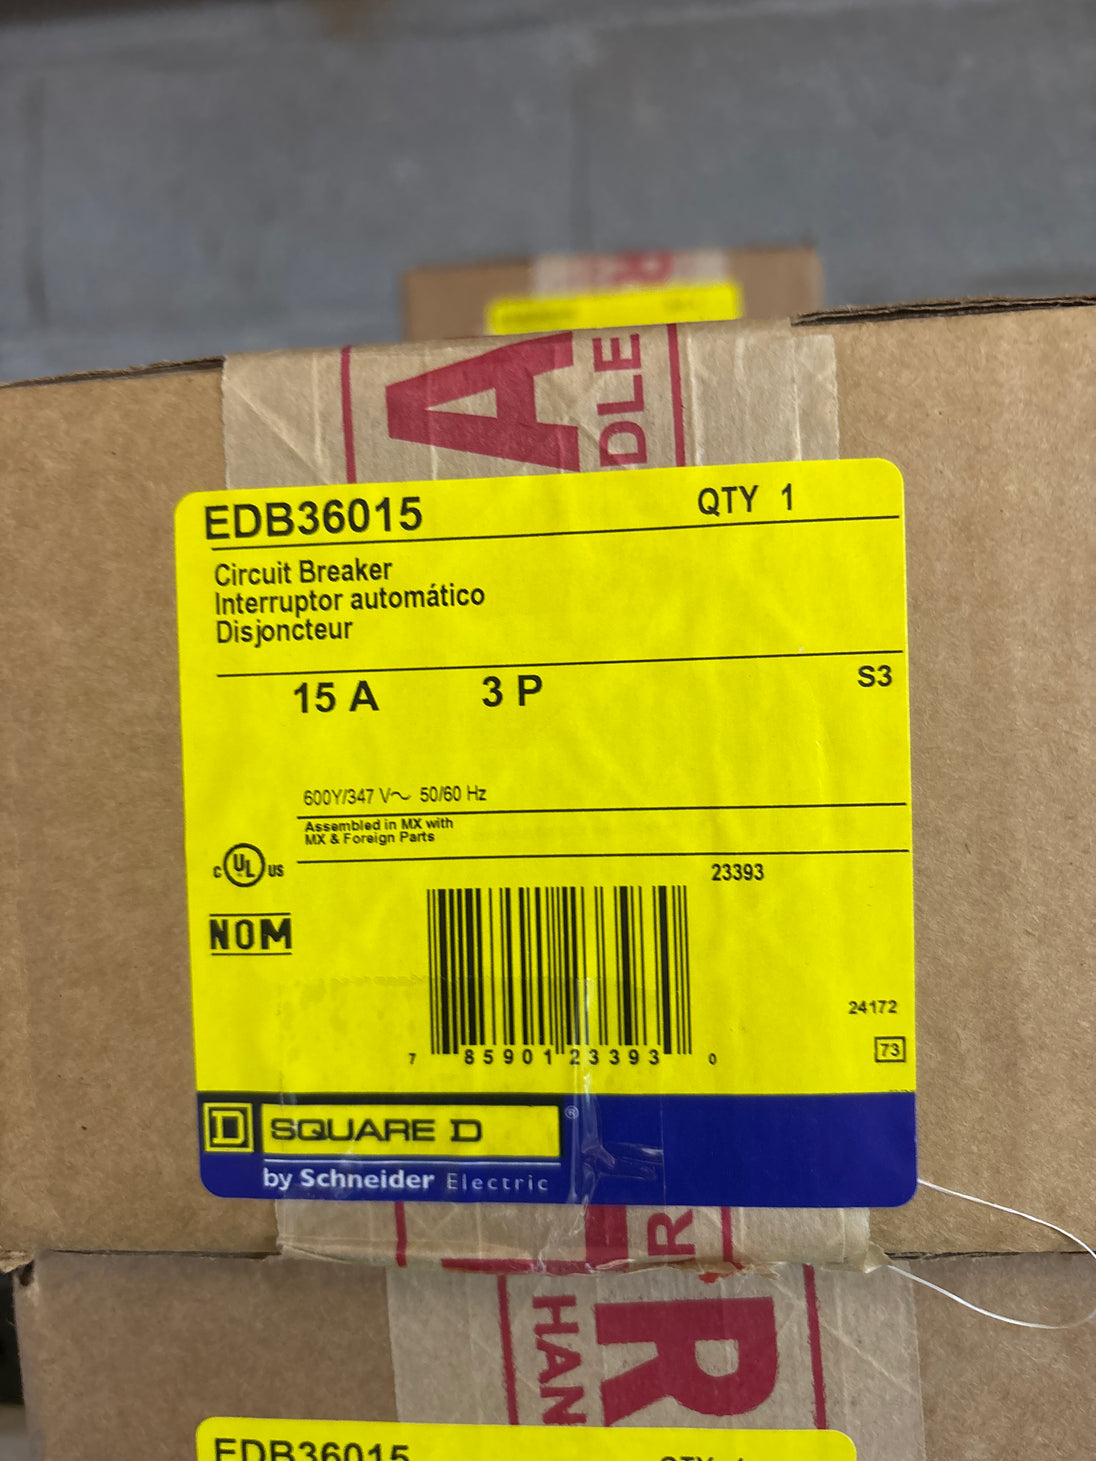 A
DLE
EDB36015 QTY 1
Circuit Breaker
Interruptor automático
Disjoncteur
15 A 3 P S3
600Y/347 V~ 50/60 Hz
Assembled in MX with
MX & Foreign Parts
C UL US
23393
NOM
7 85901 23393 0
24172
73
D SQUARE D ®
by Schneider Electric
R
HAN
R
EDB36015 QTY 1